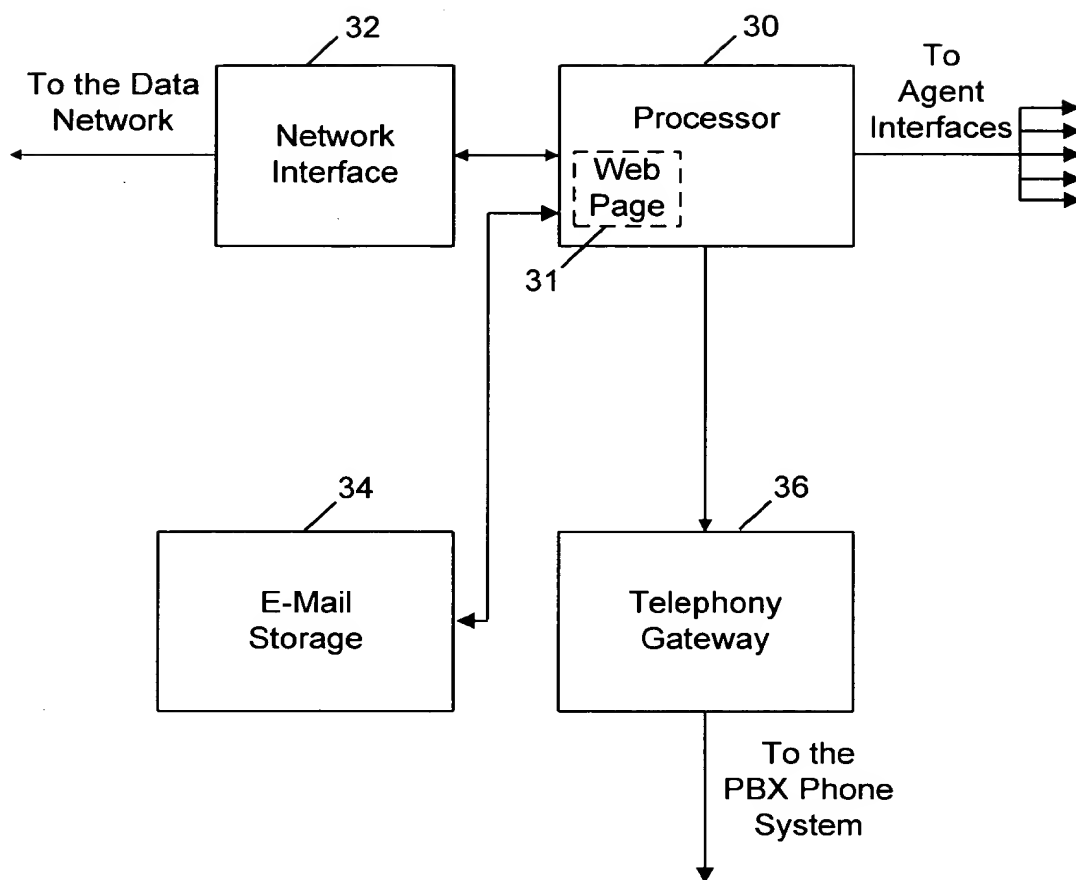 32
30
To the Data
Network
Network
Interface
Processor
Web
Page
31
To
Agent
Interfaces
34
E-Mail
Storage
36
Telephony
Gateway
To the
PBX Phone
System